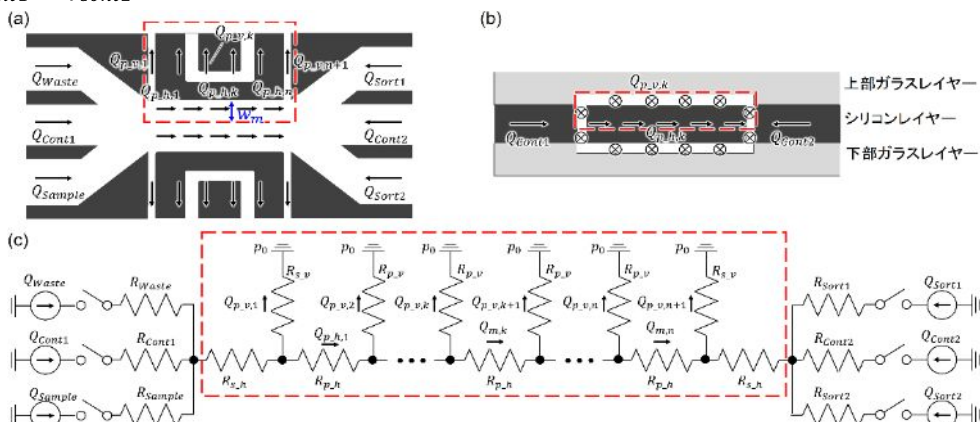 (a)
Q_{p_v,k}
Q_{p_v,1}
Q_{p_v,n+1}
Q_{Waste}
Q_{Sort1}
Q_{p_h,1}
Q_{p_h,k}
Q_{p_h,n}
W_m
Q_{Cont1}
Q_{Cont2}
Q_{Sample}
Q_{Sort2}
(b)
Q_{p_v,k}
上部ガラスレイヤー
シリコンレイヤー
Q_{Cont1}
Q_{Cont2}
下部ガラスレイヤー
(c)
p_0 p_0 p_0 p_0 p_0 p_0
R_{s_v} R_{p_v} R_{p_v} R_{p_v} R_{p_v} R_{s_v}
Q_{p_v,1} Q_{p_v,2} Q_{p_v,k} Q_{p_v,k+1} Q_{p_v,n} Q_{p_v,n+1}
Q_{Waste} R_{Waste}
R_{Sort1} Q_{Sort1}
Q_{p_h,1} Q_{m,k} Q_{m,n}
Q_{Cont1} R_{Cont1}
R_{Cont2} Q_{Cont2}
R_{s_h} R_{p_h} R_{p_h} R_{p_h} R_{s_h}
Q_{Sample} R_{Sample}
R_{Sort2} Q_{Sort2}